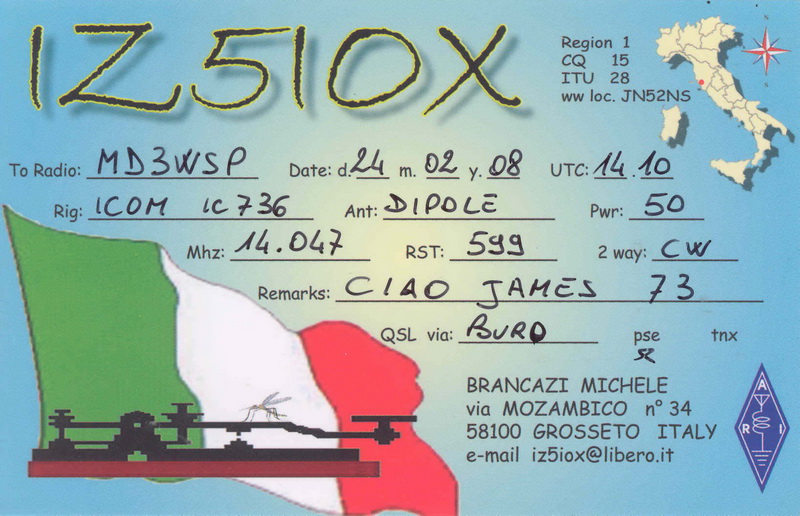 IZ5IOX
Region 1
CQ 15
ITU 28
ww loc. JN52NS
To Radio: MD3WSP Date: d. 24 m. 02 y. 08 UTC: 14.10
Rig: ICOM IC736 Ant: DIPOLE Pwr: 50
Mhz: 14.047 RST: 599 2 way: CW
Remarks: CIAO JAMES 73
QSL via: BURO pse tnx
BRANCAZI MICHELE
via MOZAMBICO n° 34
58100 GROSSETO ITALY
e-mail iz5iox@libero.it
A
R I